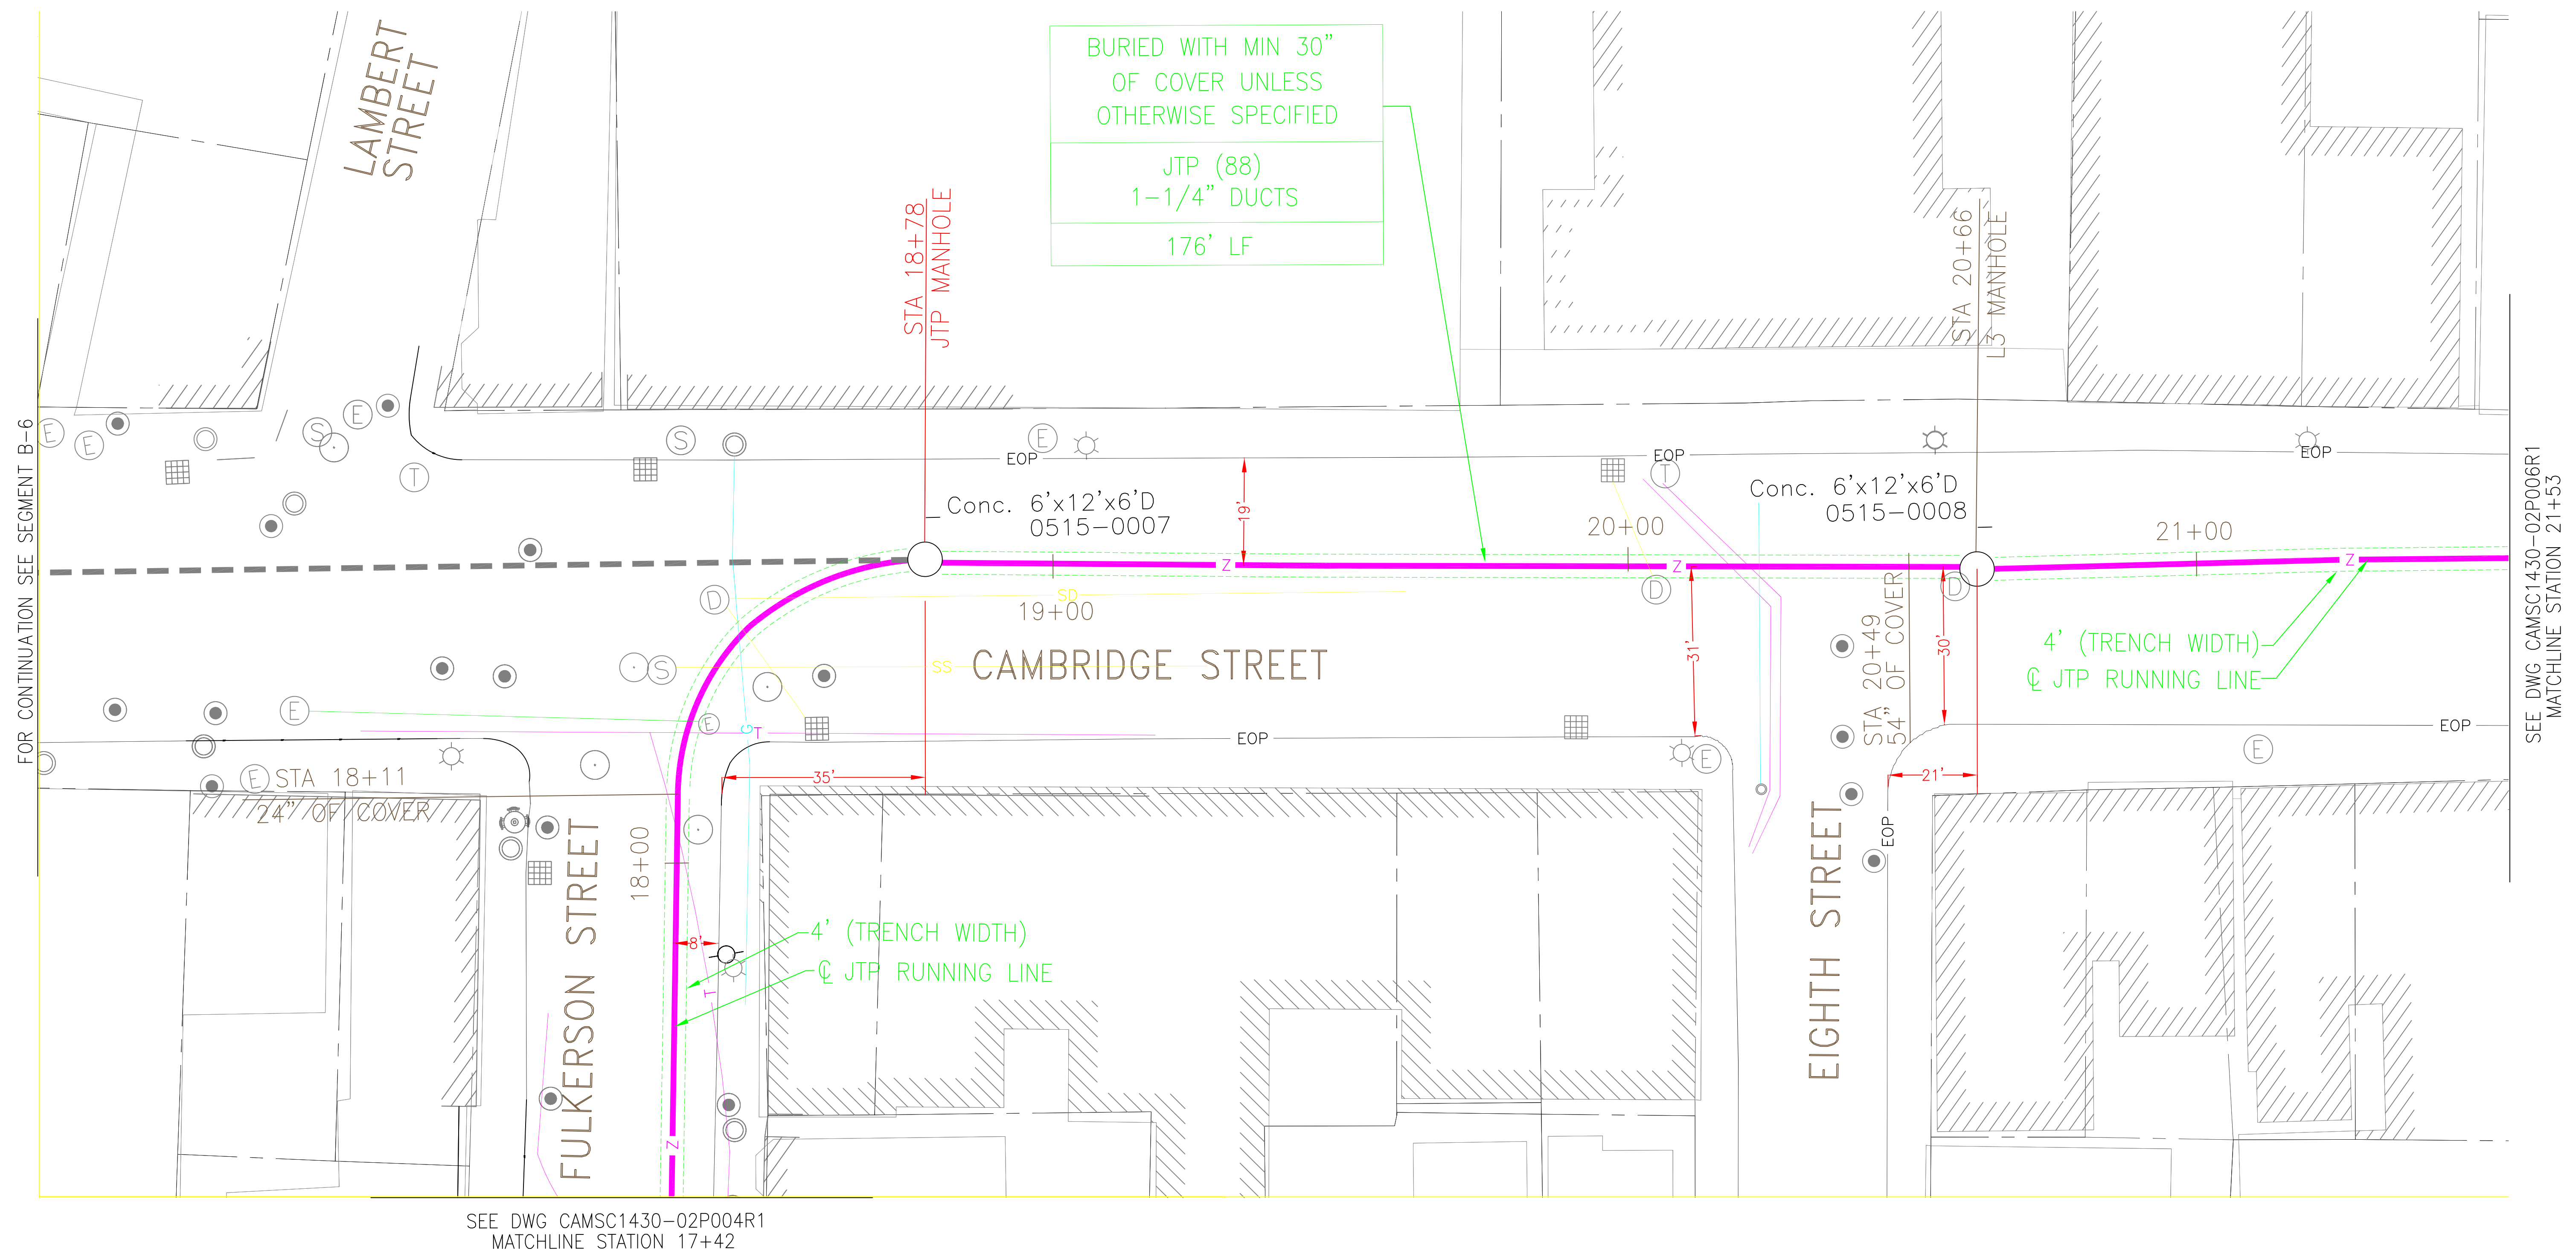 LAMBERT
STREET
BURIED WITH MIN 30"
OF COVER UNLESS
OTHERWISE SPECIFIED
JTP (88)
1-1/4" DUCTS
176' LF
STA 18+78
JTP MANHOLE
STA 20+66
L3 MANHOLE
FOR CONTINUATION SEE SEGMENT B-6
SEE DWG CAMSC1430-02P006R1
MATCHLINE STATION 21+53
E
E
S
E
T
S
E
EOP
EOP
T
EOP
Conc. 6'x12'x6'D
0515-0007
19'
Conc. 6'x12'x6'D
0515-0008
20+00
21+00
Z
Z
Z
D
SD
19+00
D
D
S
SS
CAMBRIDGE STREET
31'
STA 20+49
54" OF COVER
30'
4' (TRENCH WIDTH)
℄ JTP RUNNING LINE
E
E
G
T
EOP
E
EOP
E
E
STA 18+11
24" OF COVER
35'
21'
EOP
18+00
FULKERSON STREET
EIGHTH STREET
8'
4' (TRENCH WIDTH)
℄ JTP RUNNING LINE
T
Z
SEE DWG CAMSC1430-02P004R1
MATCHLINE STATION 17+42